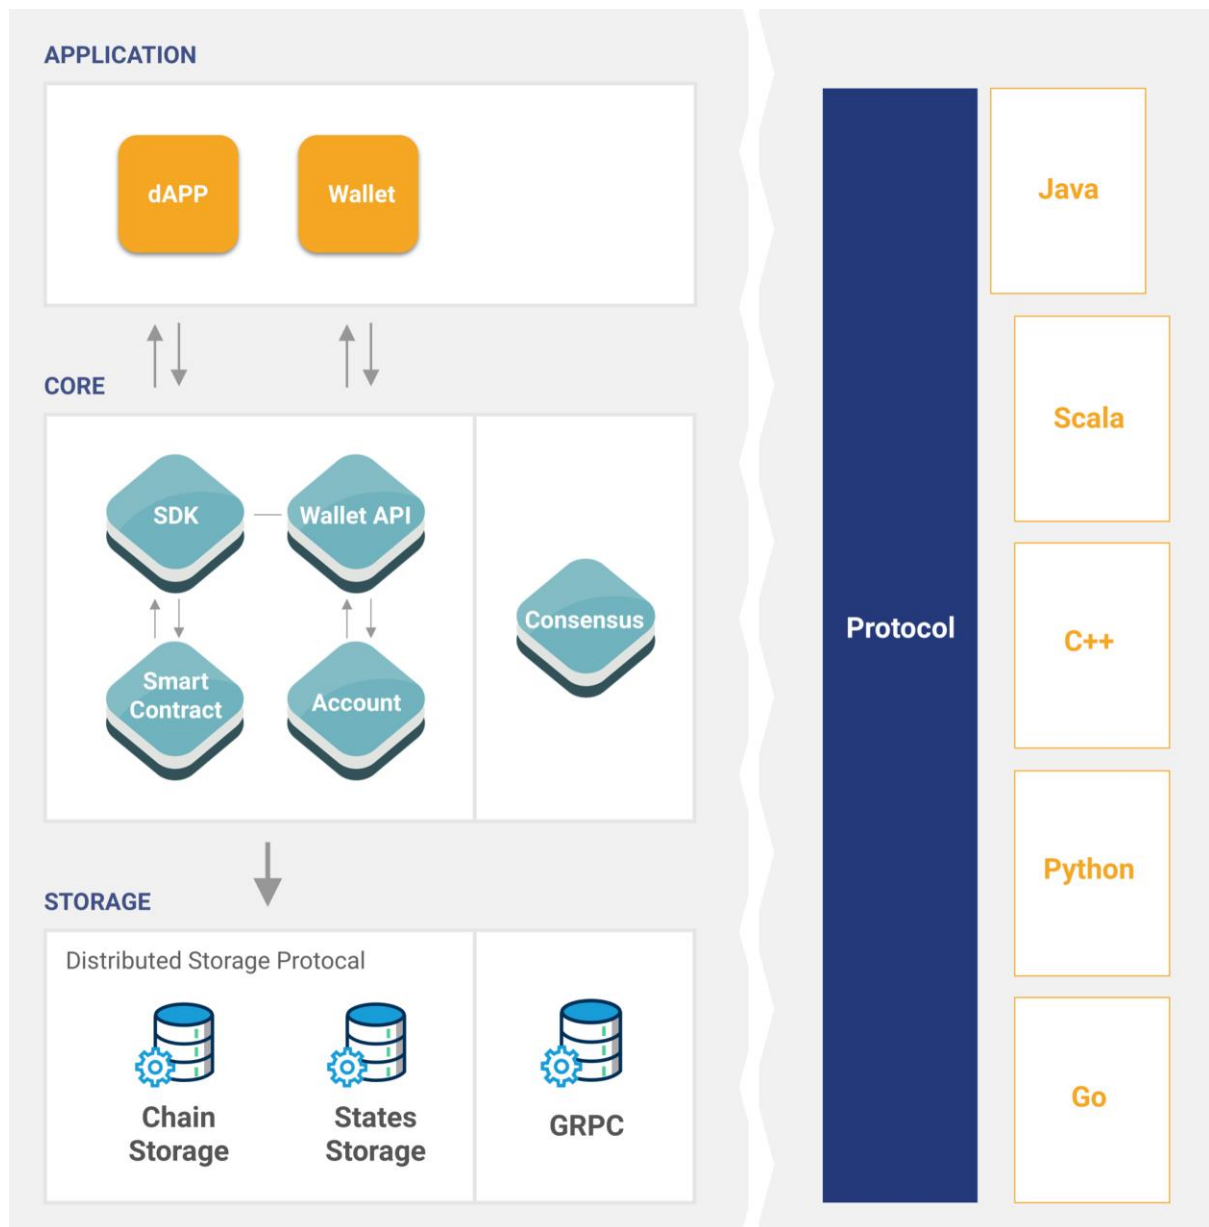 APPLICATION
dAPP
Wallet
CORE
SDK
Wallet API
Smart
Contract
Account
Consensus
STORAGE
Distributed Storage Protocal
Chain
Storage
States
Storage
GRPC
Protocol
Java
Scala
C++
Python
Go